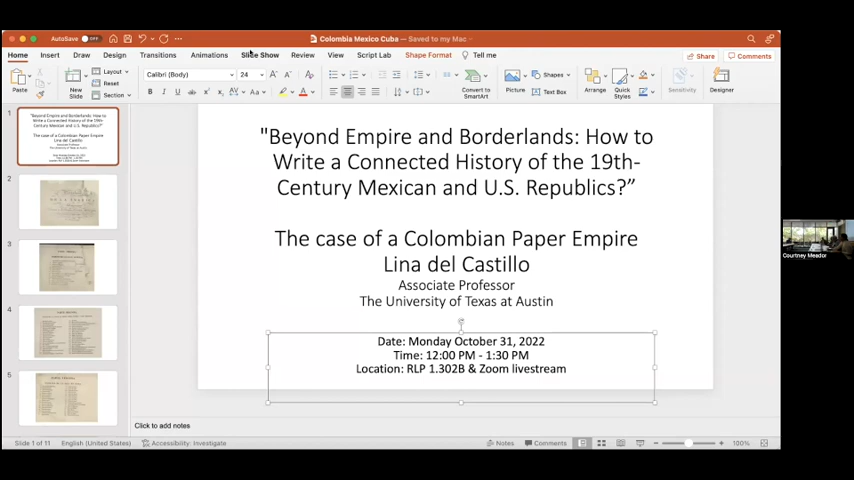 AutoSave OFF
Colombia Mexico Cuba — Saved to my Mac
Home Insert Draw Design Transitions Animations Slide Show Review View Script Lab Shape Format Tell me
Share Comments
Paste
New Slide
Layout
Reset
Section
Calibri (Body) 24
Convert to SmartArt
Picture
Shapes
Text Box
Arrange
Quick Styles
Sensitivity
Designer
1
2
3
4
5
"Beyond Empire and Borderlands: How to
Write a Connected History of the 19th-
Century Mexican and U.S. Republics?”
The case of a Colombian Paper Empire
Lina del Castillo
Associate Professor
The University of Texas at Austin
Date: Monday October 31, 2022
Time: 12:00 PM - 1:30 PM
Location: RLP 1.302B & Zoom livestream
Courtney Meador
Click to add notes
Slide 1 of 11 English (United States) Accessibility: Investigate Notes Comments 100%